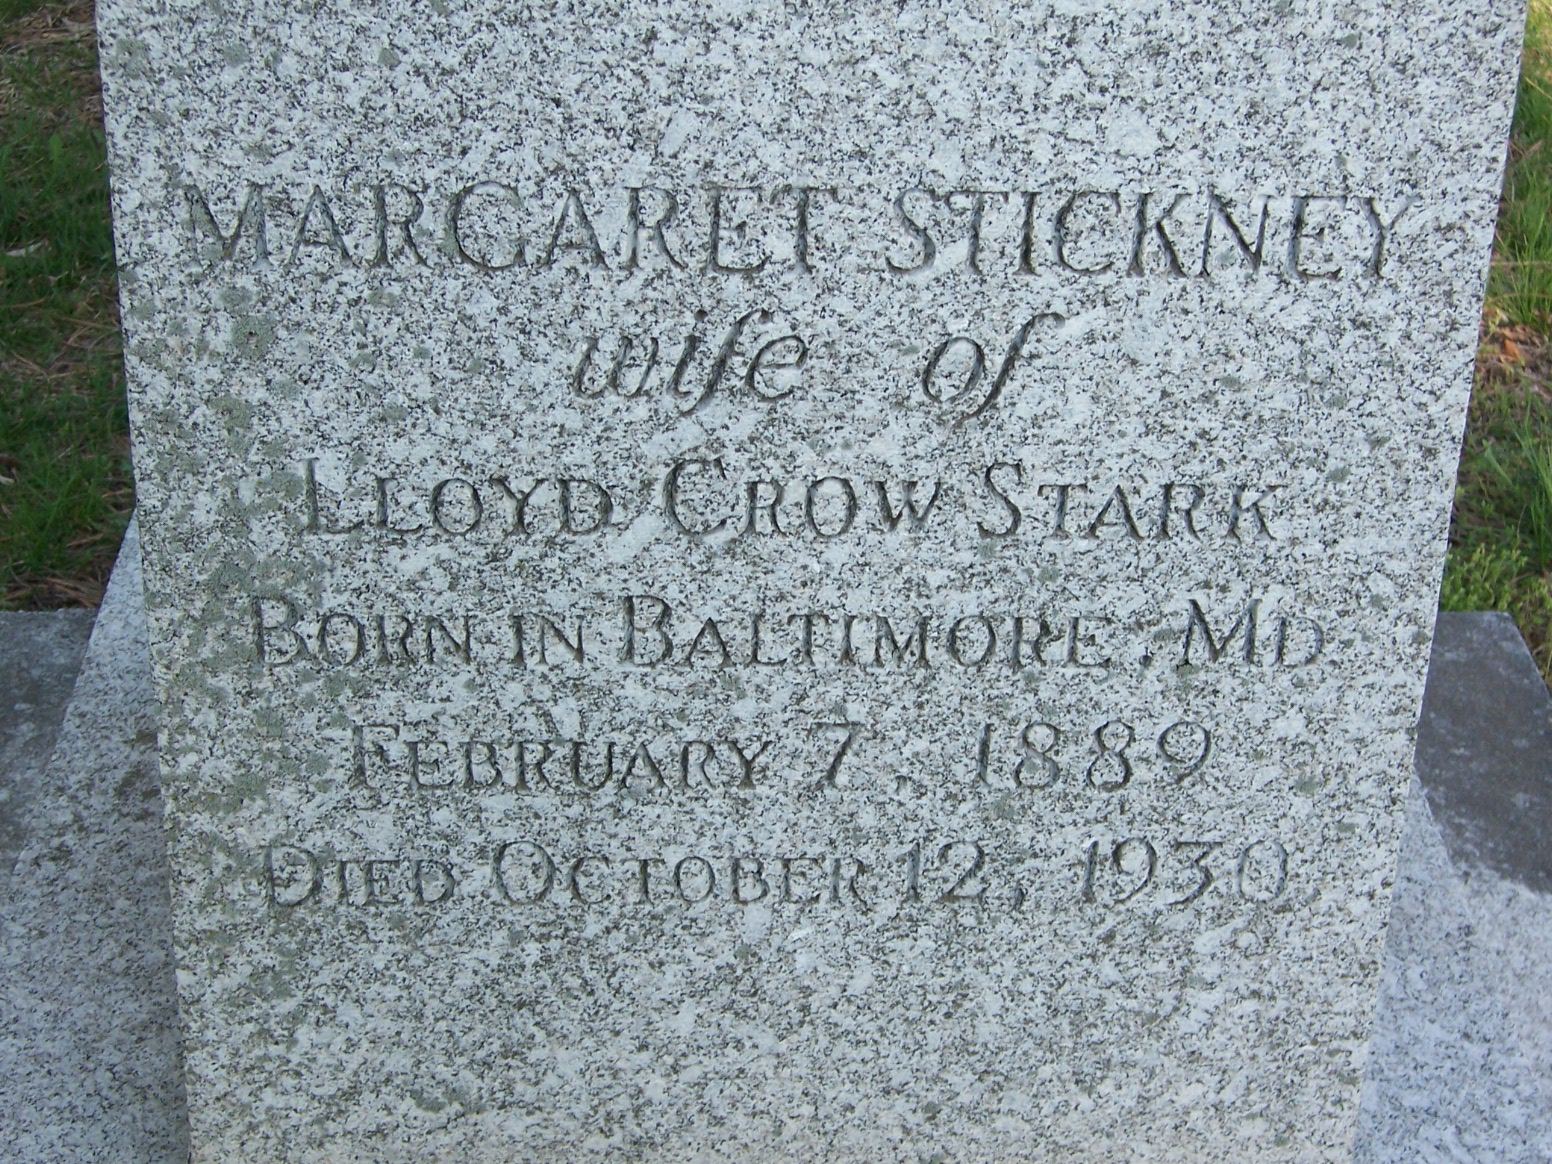 MARGARET STICKNEY
wife of
LLOYD CROW STARK
BORN IN BALTIMORE, MD
FEBRUARY 7, 1889
DIED OCTOBER 12, 1930